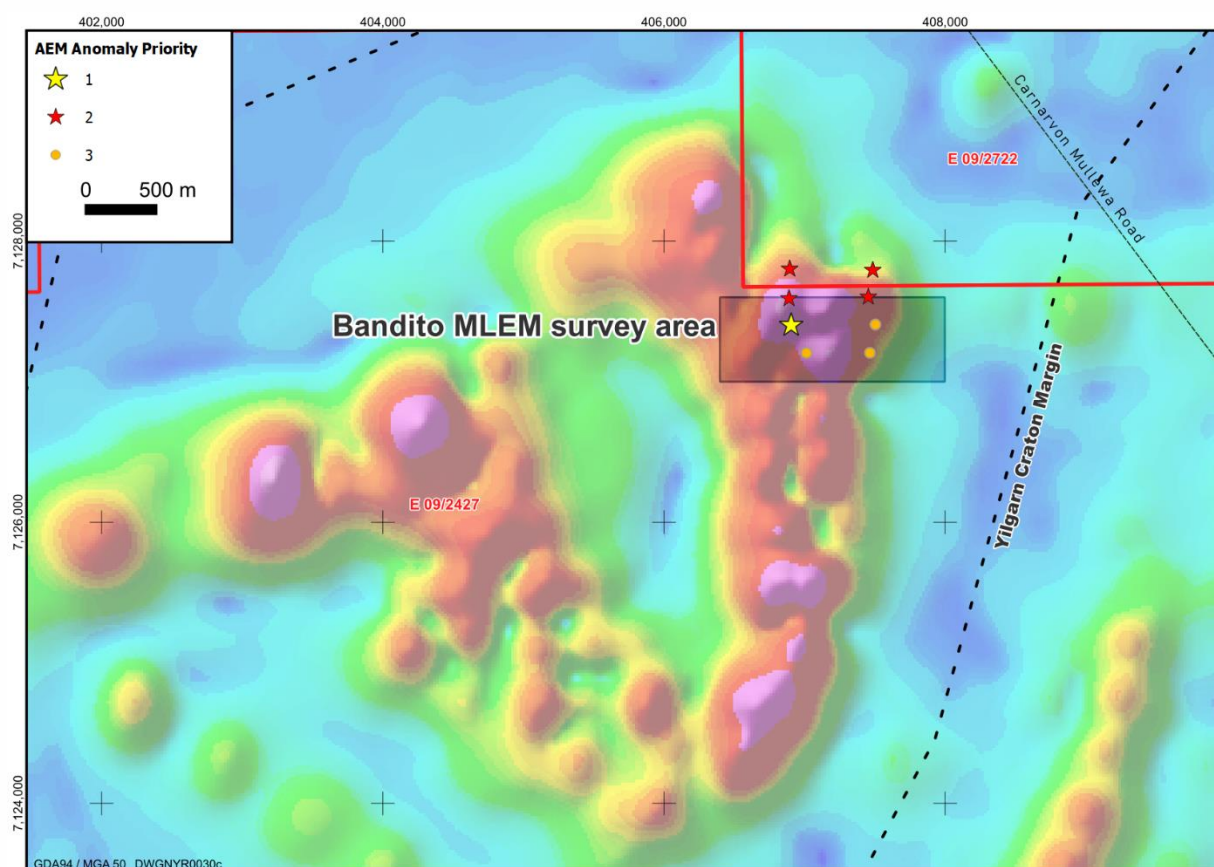 402,000
404,000
406,000
408,000
AEM Anomaly Priority
1
2
3
0 500 m
7,128,000
7,126,000
7,124,000
Carnarvon Mullewa Road
E 09/2722
Bandito MLEM survey area
Yilgarn Craton Margin
E 09/2427
GDA94 / MGA 50 DWGNYR0030c